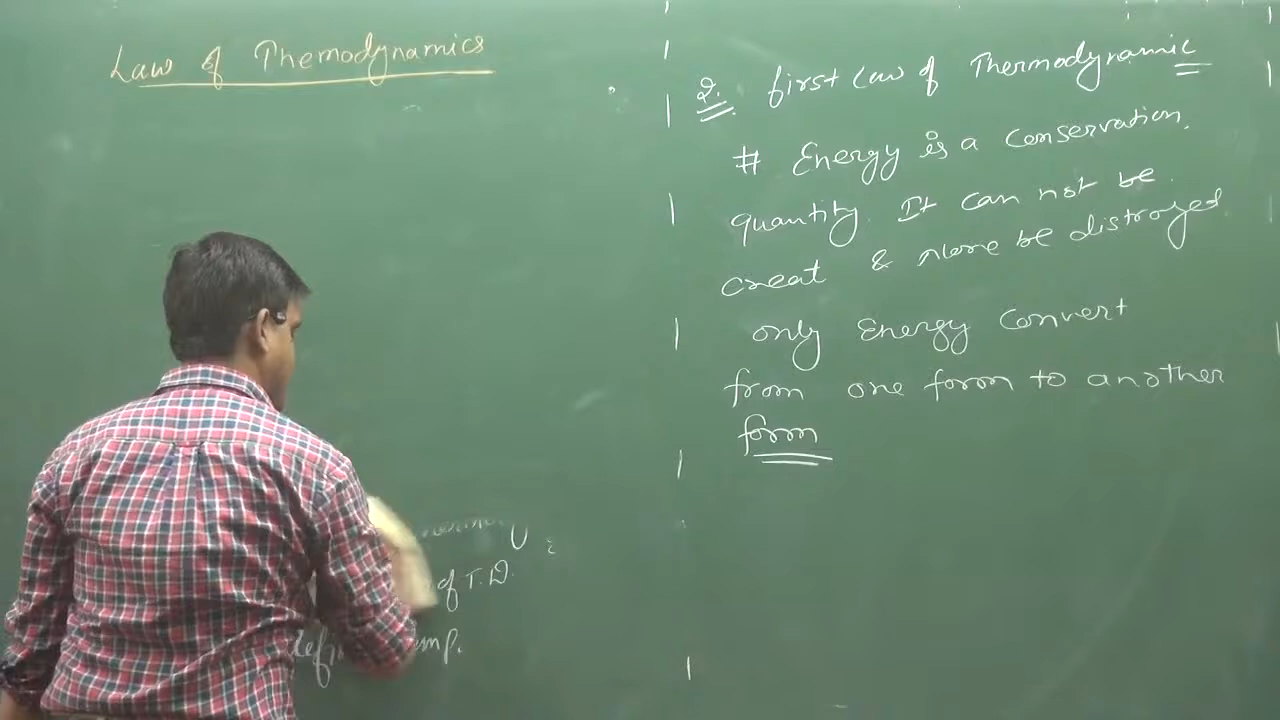 Law of Themodynamics
U
of T.D.
2. first Law of Thermodynamic
# Energy is a conservation.
quantity. It can not be
creat & none be distroyed
only Energy convert
from one form to another
form